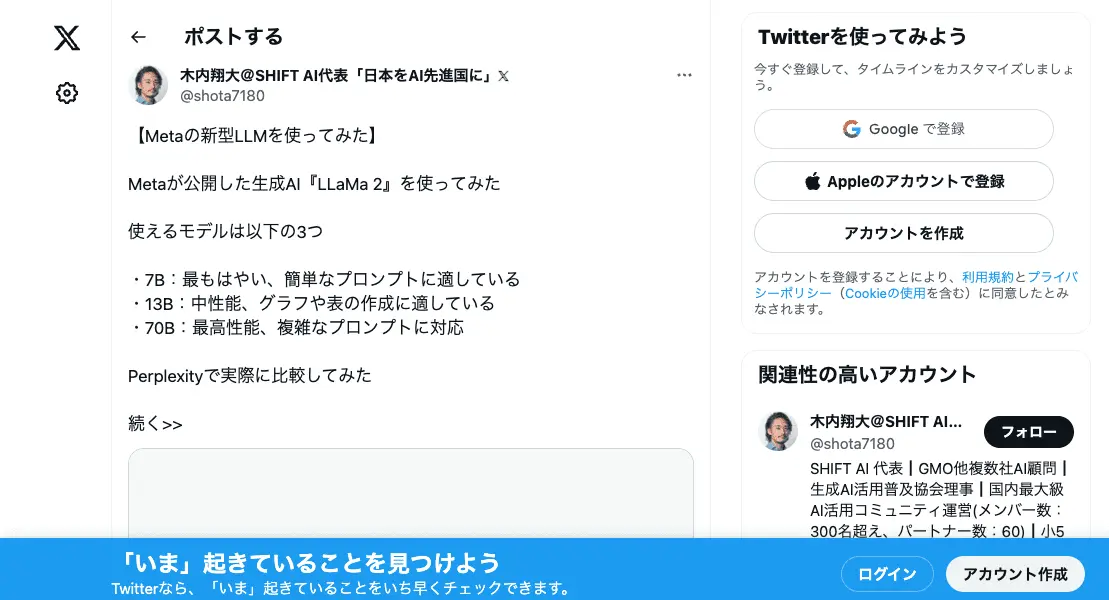 ポストする
木内翔大@SHIFT AI代表「日本をAI先進国に」𝕏
@shota7180
【Metaの新型LLMを使ってみた】
Metaが公開した生成AI『LLaMa 2』を使ってみた
使えるモデルは以下の3つ
・7B：最もはやい、簡単なプロンプトに適している
・13B：中性能、グラフや表の作成に適している
・70B：最高性能、複雑なプロンプトに対応
Perplexityで実際に比較してみた
続く>>
Twitterを使ってみよう
今すぐ登録して、タイムラインをカスタマイズしましょ
う。
Google で登録
Appleのアカウントで登録
アカウントを作成
アカウントを登録することにより、利用規約とプライバ
シーポリシー（Cookieの使用を含む）に同意したとみ
なされます。
関連性の高いアカウント
木内翔大@SHIFT AI...
フォロー
@shota7180
SHIFT AI 代表┃GMO他複数社AI顧問┃
生成AI活用普及協会理事┃国内最大級
AI活用コミュニティ運営(メンバー数：
300名超え、パートナー数：60)┃小5
「いま」起きていることを見つけよう
Twitterなら、「いま」起きていることをいち早くチェックできます。
ログイン
アカウント作成